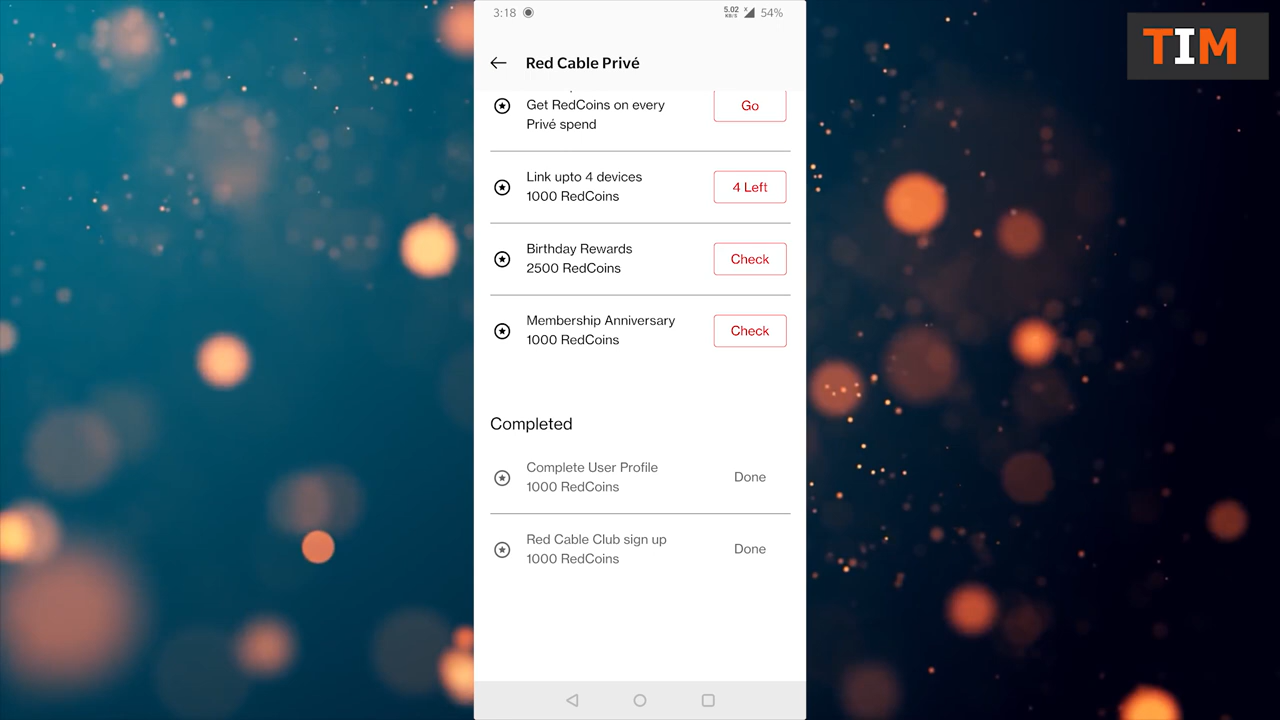 3:18
5.02
KB/S
x
54%
TIM
Red Cable Privé
Get RedCoins on every
Privé spend
Go
Link upto 4 devices
1000 RedCoins
4 Left
Birthday Rewards
2500 RedCoins
Check
Membership Anniversary
1000 RedCoins
Check
Completed
Complete User Profile
1000 RedCoins
Done
Red Cable Club sign up
1000 RedCoins
Done